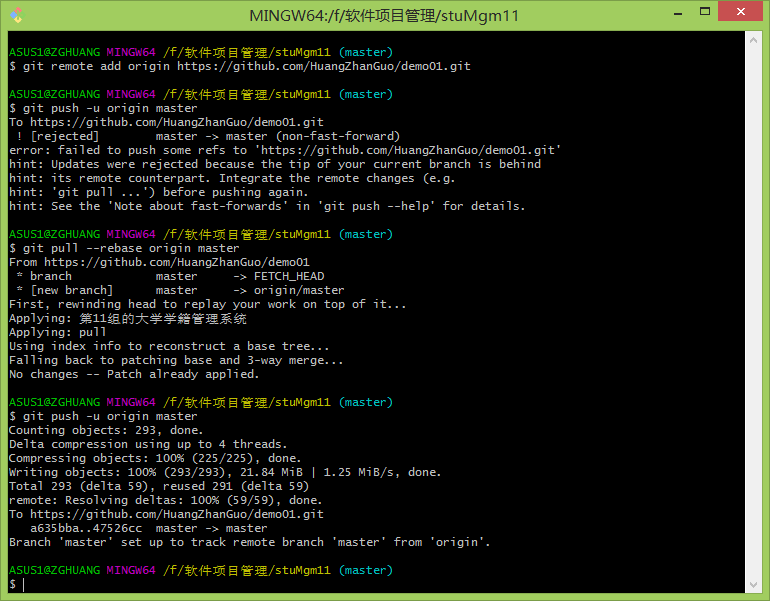 MINGW64:/f/软件项目管理/stuMgm11
ASUS1@ZGHUANG MINGW64 /f/软件项目管理/stuMgm11 (master)
$ git remote add origin https://github.com/HuangZhanGuo/demo01.git
ASUS1@ZGHUANG MINGW64 /f/软件项目管理/stuMgm11 (master)
$ git push -u origin master
To https://github.com/HuangZhanGuo/demo01.git
 ! [rejected]        master -> master (non-fast-forward)
error: failed to push some refs to 'https://github.com/HuangZhanGuo/demo01.git'
hint: Updates were rejected because the tip of your current branch is behind
hint: its remote counterpart. Integrate the remote changes (e.g.
hint: 'git pull ...') before pushing again.
hint: See the 'Note about fast-forwards' in 'git push --help' for details.
ASUS1@ZGHUANG MINGW64 /f/软件项目管理/stuMgm11 (master)
$ git pull --rebase origin master
From https://github.com/HuangZhanGuo/demo01
 * branch            master     -> FETCH_HEAD
 * [new branch]      master     -> origin/master
First, rewinding head to replay your work on top of it...
Applying: 第11组的大学学籍管理系统
Applying: pull
Using index info to reconstruct a base tree...
Falling back to patching base and 3-way merge...
No changes -- Patch already applied.
ASUS1@ZGHUANG MINGW64 /f/软件项目管理/stuMgm11 (master)
$ git push -u origin master
Counting objects: 293, done.
Delta compression using up to 4 threads.
Compressing objects: 100% (225/225), done.
Writing objects: 100% (293/293), 21.84 MiB | 1.25 MiB/s, done.
Total 293 (delta 59), reused 291 (delta 59)
remote: Resolving deltas: 100% (59/59), done.
To https://github.com/HuangZhanGuo/demo01.git
   a635bba..47526cc  master -> master
Branch 'master' set up to track remote branch 'master' from 'origin'.
ASUS1@ZGHUANG MINGW64 /f/软件项目管理/stuMgm11 (master)
$